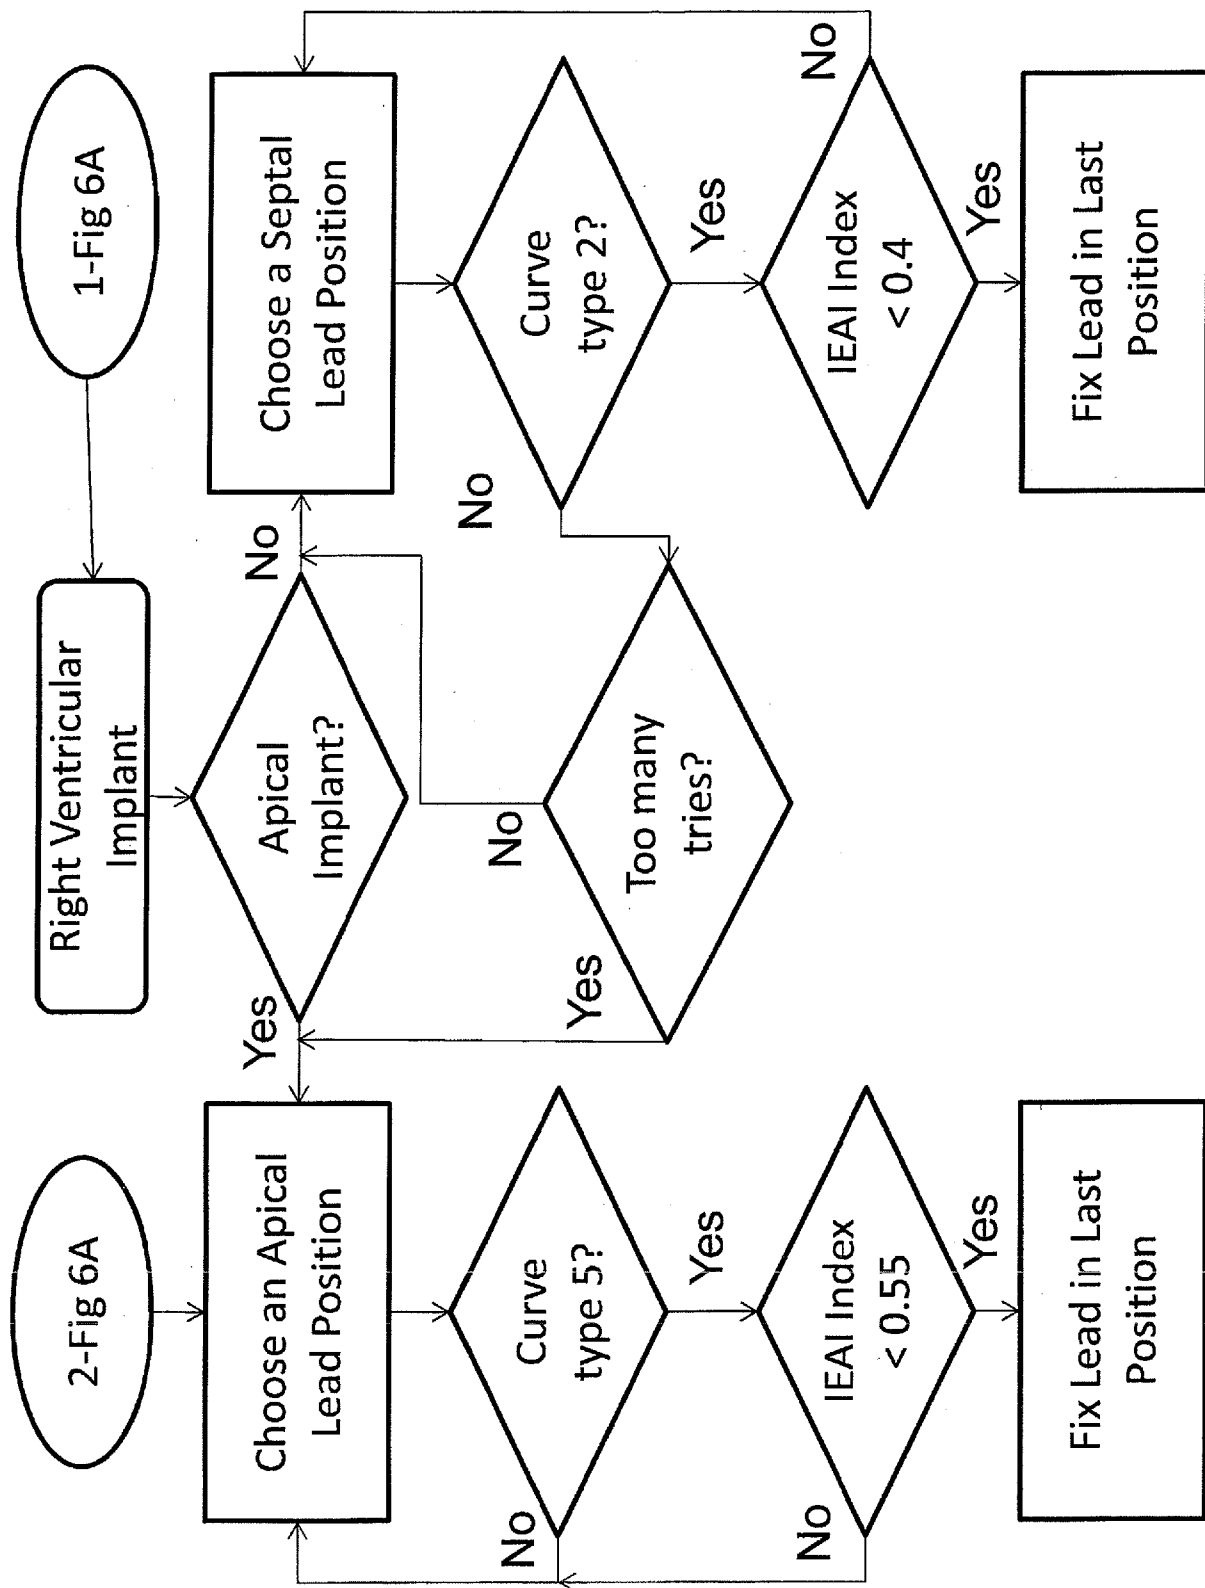 2-Fig 6A
Right Ventricular
Implant
1-Fig 6A
Choose an Apical
Lead Position
Yes
Apical
Implant?
No
Choose a Septal
Lead Position
Curve
type 5?
No
Yes
Yes
Too many
tries?
No
No
Curve
type 2?
Yes
IEAI Index
< 0.55
No
Yes
IEAI Index
< 0.4
No
Yes
Fix Lead in Last
Position
Fix Lead in Last
Position